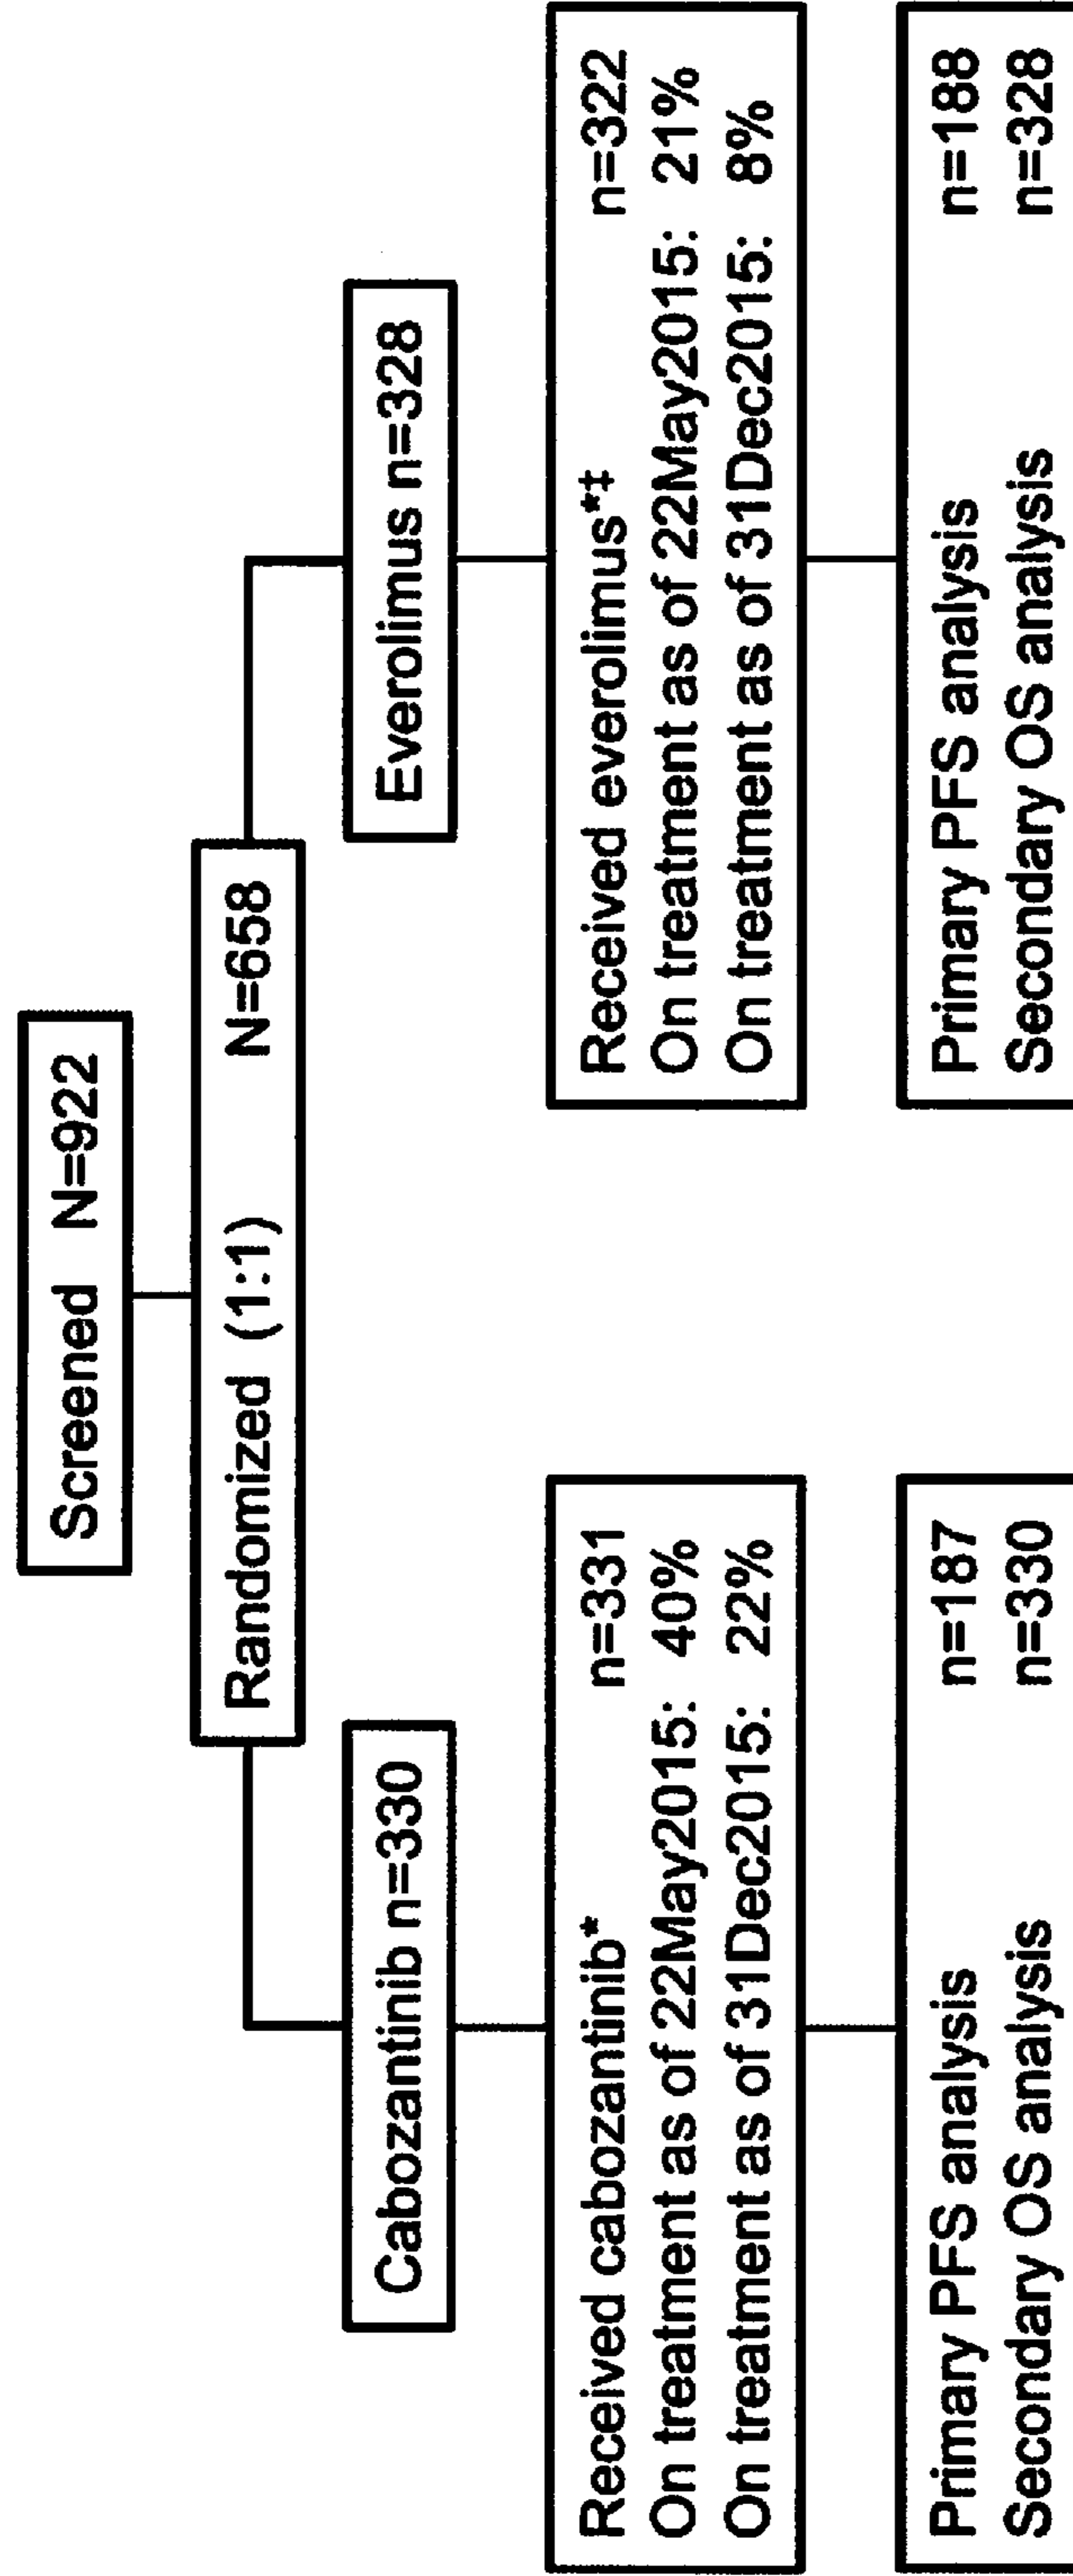 Screened N=922
Randomized (1:1) N=658
Cabozantinib n=330
Everolimus n=328
Received cabozantinib* n=331
On treatment as of 22May2015: 40%
On treatment as of 31Dec2015: 22%
Received everolimus*‡ n=322
On treatment as of 22May2015: 21%
On treatment as of 31Dec2015: 8%
Primary PFS analysis n=187
Secondary OS analysis n=330
Primary PFS analysis n=188
Secondary OS analysis n=328